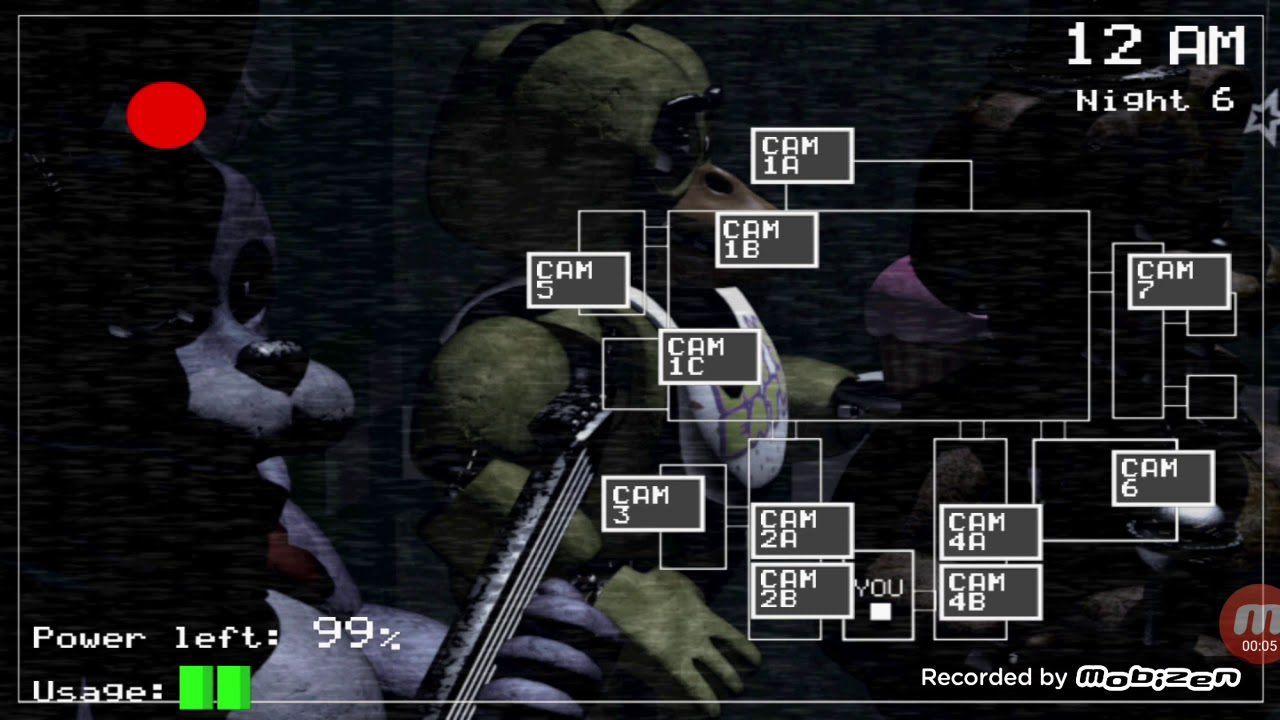 12 AM
Night 6
CAM
1A
CAM
1B
CAM
5
CAM
7
CAM
1C
CAM
3
CAM
6
CAM
2A
CAM
4A
CAM
2B
YOU
CAM
4B
Power left: 99%
Usage:
00:05
Recorded by mobizen